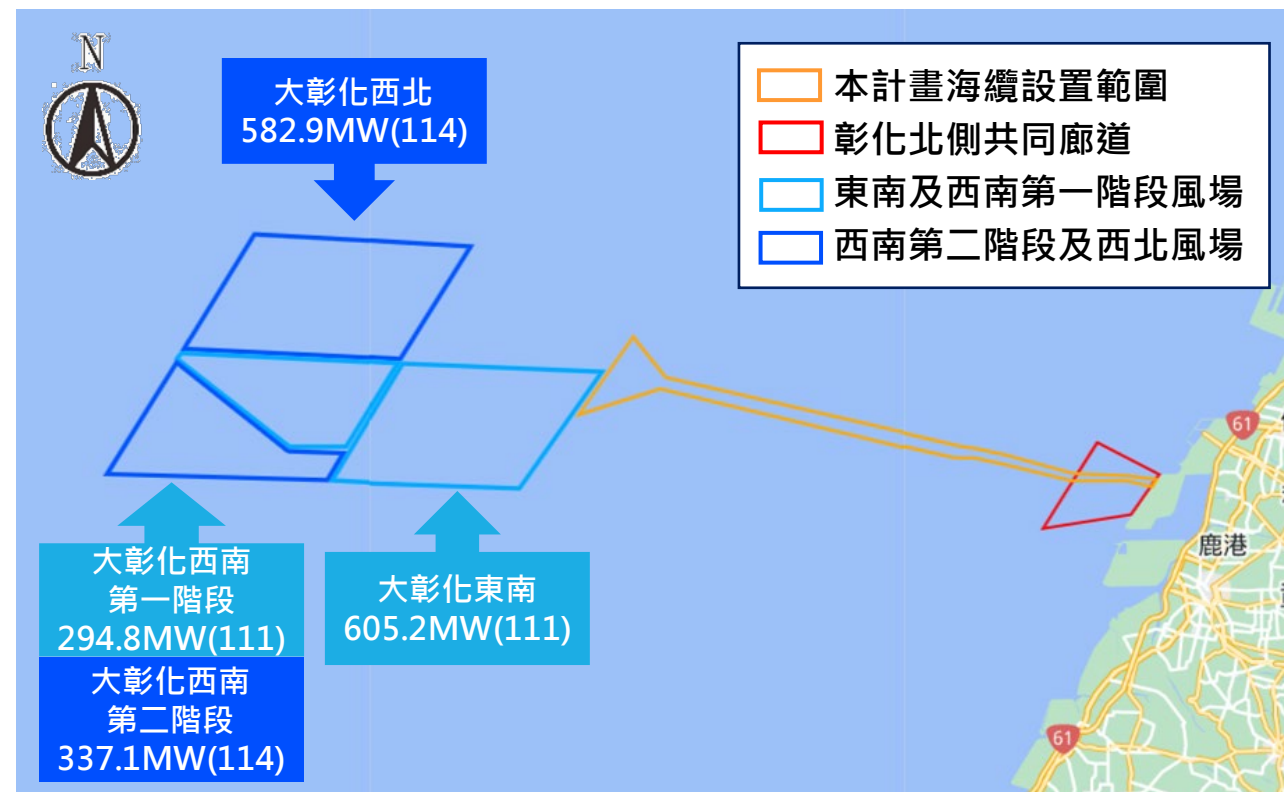 N
大彰化西北
582.9MW(114)
本計畫海纜設置範圍
彰化北側共同廊道
東南及西南第一階段風場
西南第二階段及西北風場
61
鹿港
大彰化西南
第一階段
294.8MW(111)
大彰化東南
605.2MW(111)
大彰化西南
第二階段
337.1MW(114)
61